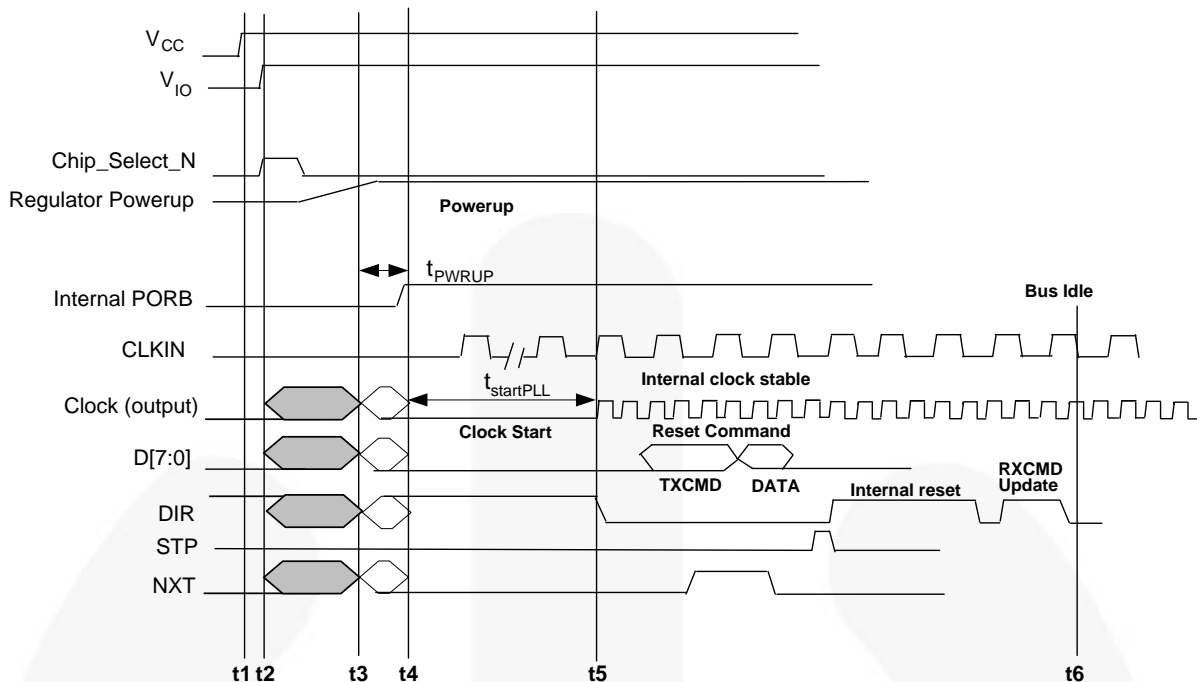 VCC
VIO
Chip_Select_N
Regulator Powerup
Powerup
tPWRUP
Internal PORB
Bus Idle
CLKIN
tstartPLL
Internal clock stable
Clock (output)
Clock Start
Reset Command
D[7:0]
TXCMD
DATA
RXCMD
Update
Internal reset
DIR
STP
NXT
t1 t2 t3 t4 t5 t6